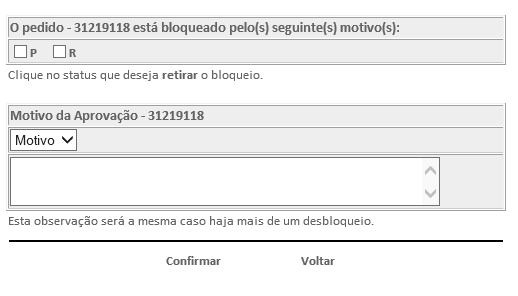 O pedido - 31219118 está bloqueado pelo(s) seguinte(s) motivo(s):
P R
Clique no status que deseja retirar o bloqueio.
Motivo da Aprovação - 31219118
Motivo
Esta observação será a mesma caso haja mais de um desbloqueio.
Confirmar Voltar